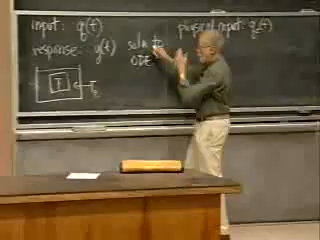 input: q(t)
physical input: qₑ(t)
response: y(t) soln to
ODE
T
Tₑ